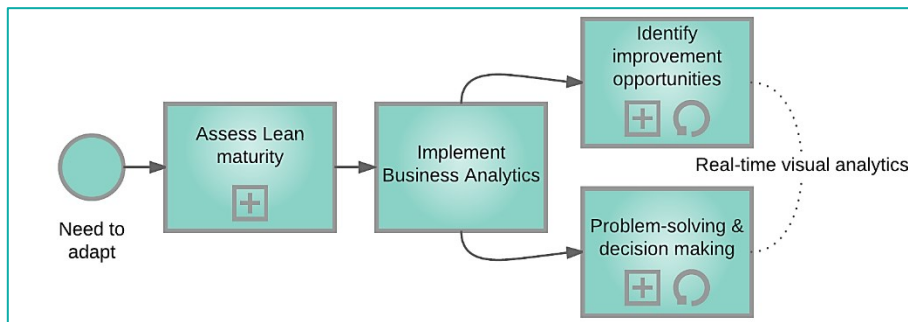 Need to
adapt
Assess Lean
maturity
Implement
Business Analytics
Identify
improvement
opportunities
Real-time visual analytics
Problem-solving &
decision making